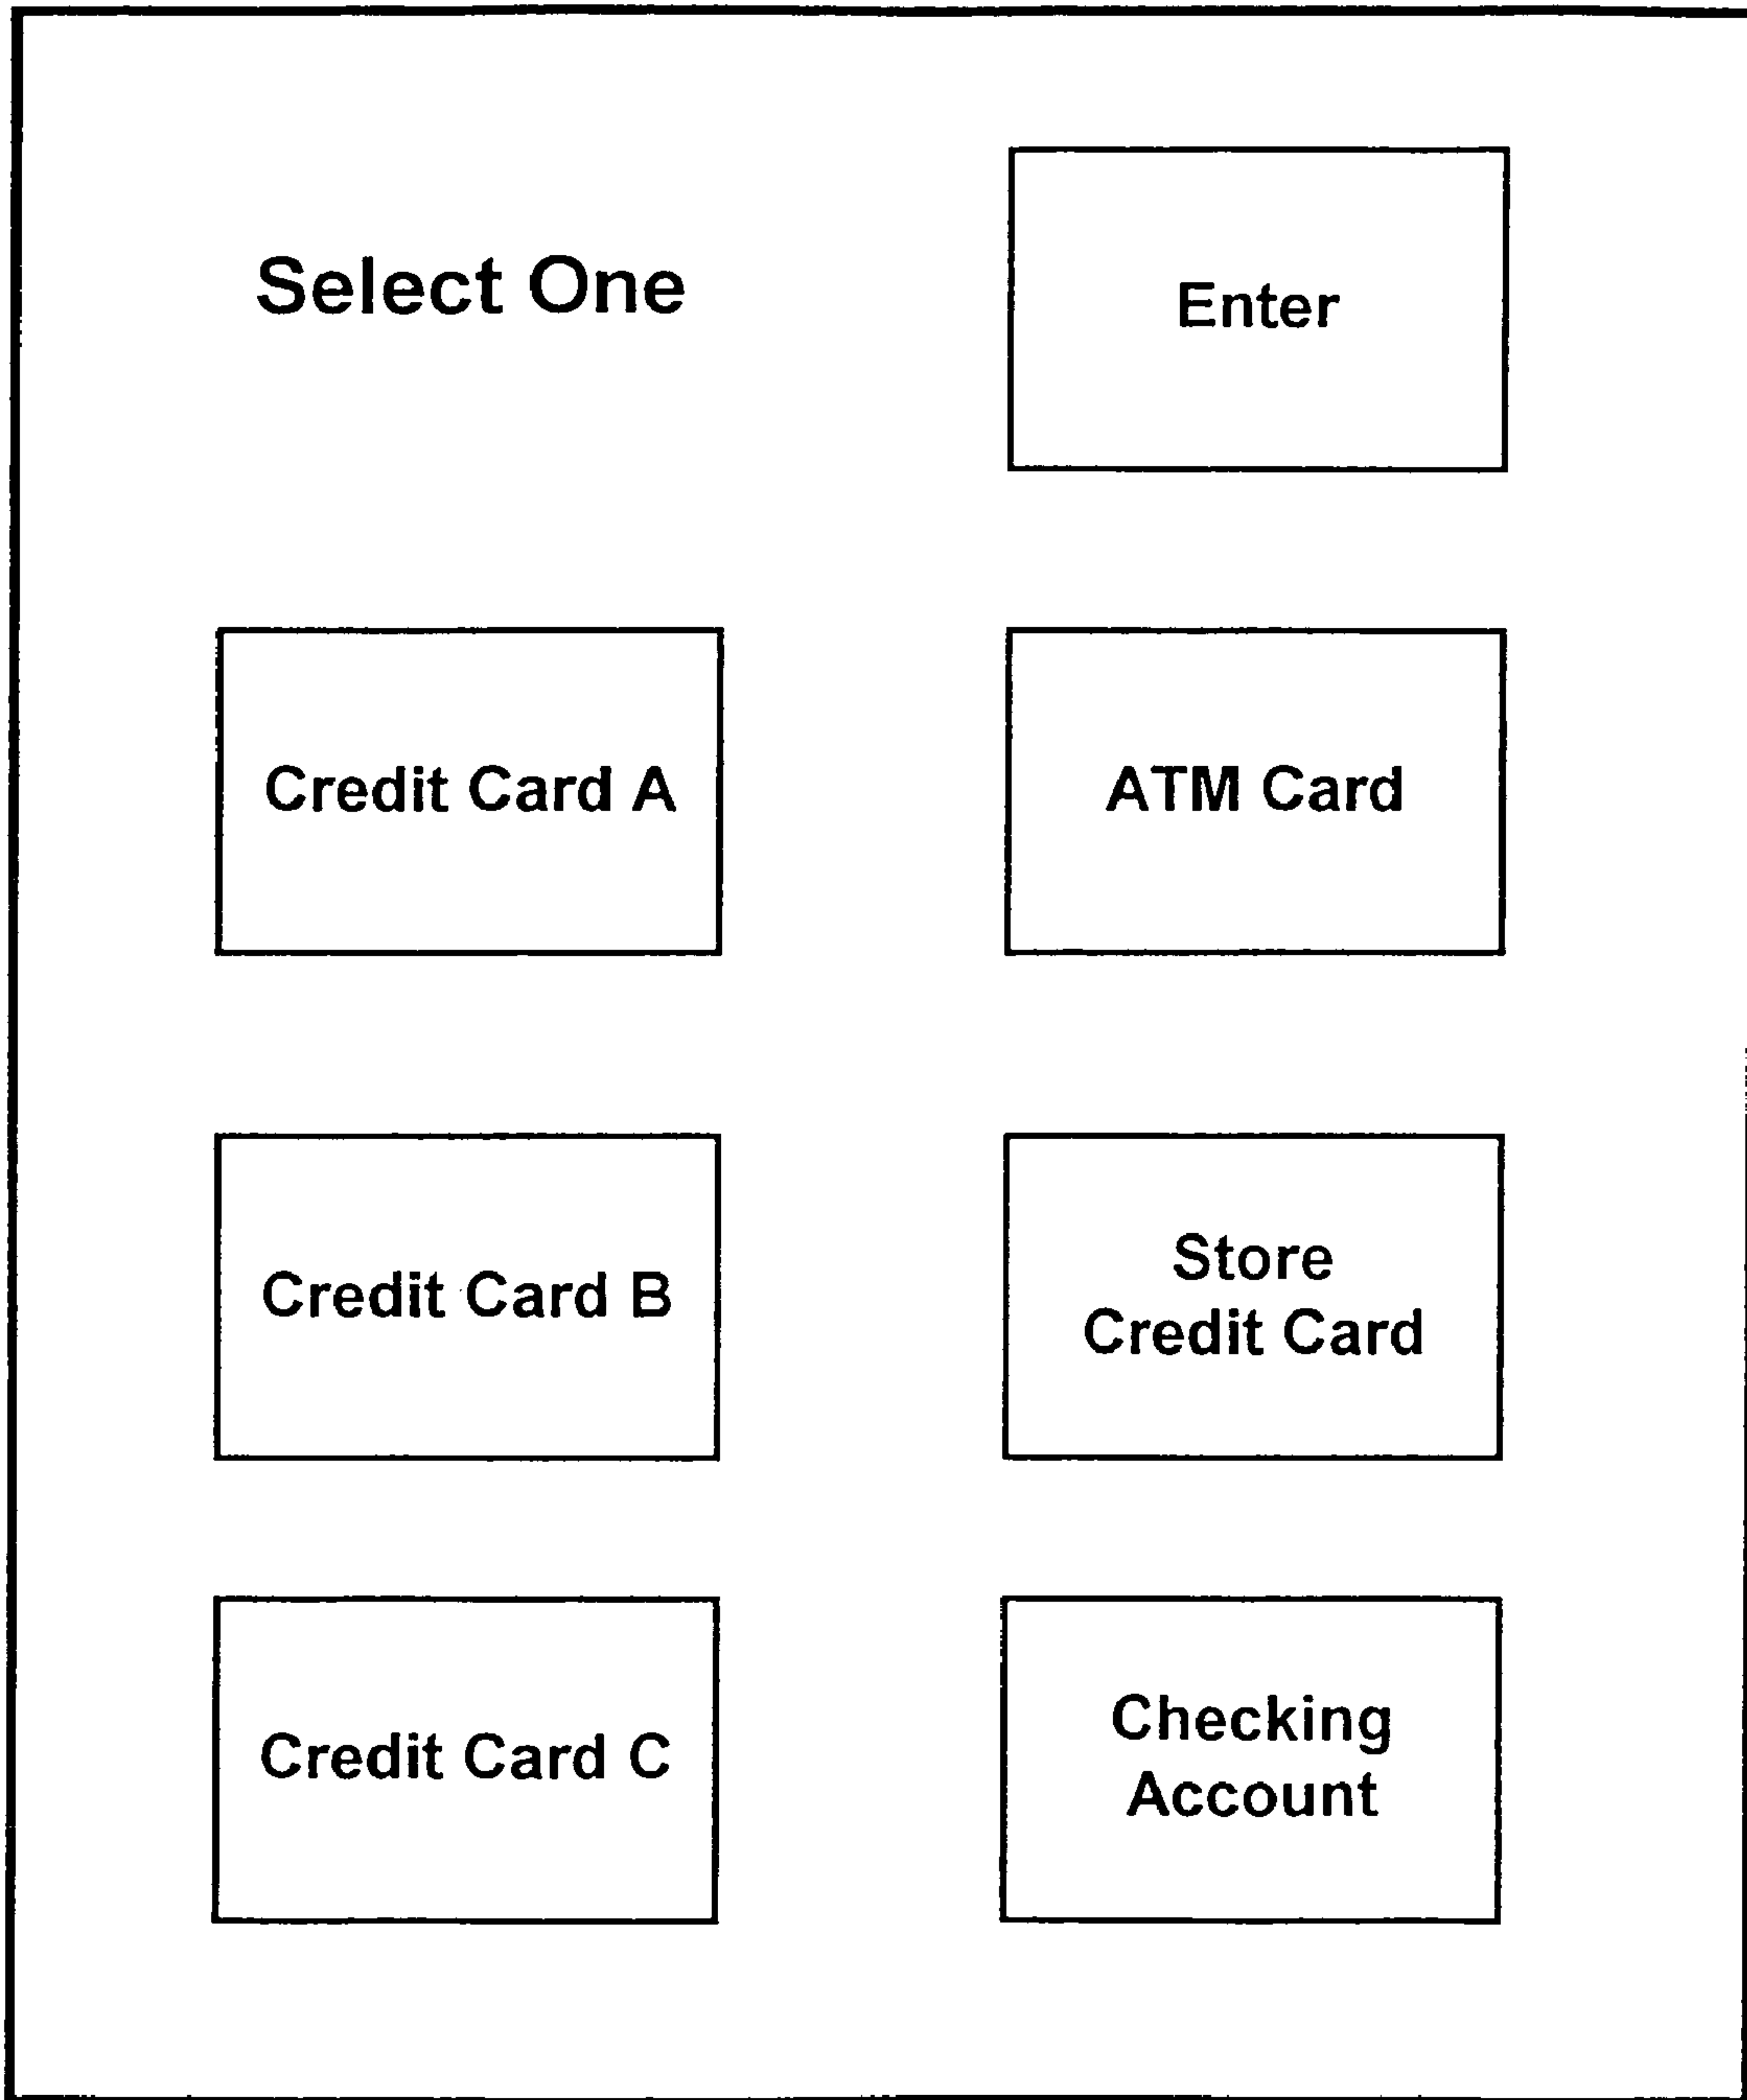 Select One
Enter
Credit Card A
ATM Card
Credit Card B
Store
Credit Card
Credit Card C
Checking
Account